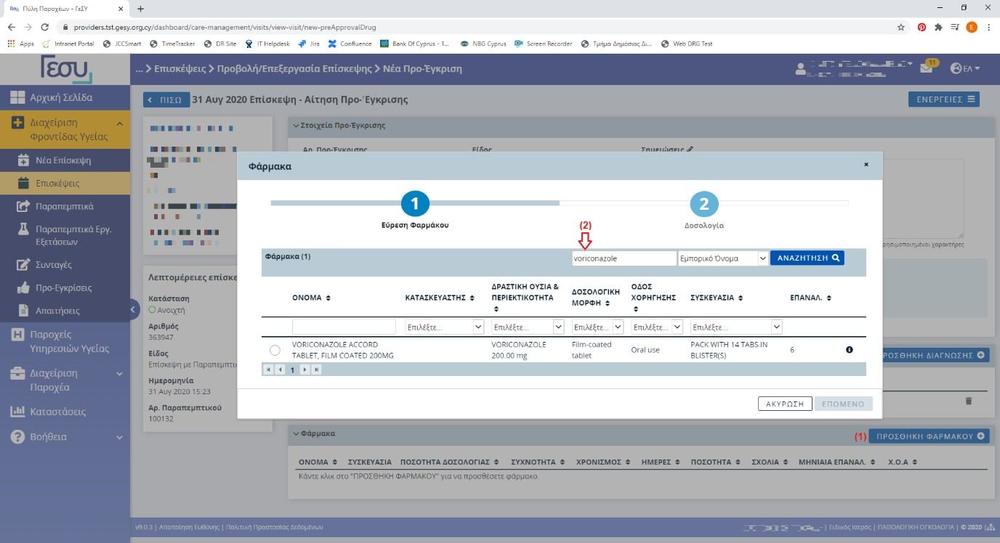 Πύλη Παροχέων - ΓεΣΥ
providers.tst.gesy.org.cy/dashboard/care-management/visits/view-visit/new-preApprovalDrug
E
Apps
Intranet Portal
JCCSmart
TimeTracker
DR Site
IT Helpdesk
Jira
Confluence
Bank Of Cyprus - 1...
NBG Cyprus
Screen Recorder
Τμήμα Δημόσιας Δι...
Web DRG Test
Γεσυ
... > Επισκέψεις > Προβολή/Επεξεργασία Επίσκεψης > Νέα Προ-Έγκριση
11
ΕΛ
Αρχική Σελίδα
Διαχείριση
Φροντίδας Υγείας
Νέα Επίσκεψη
Επισκέψεις
Παραπεμπτικά
Παραπεμπτικά Εργ.
Εξετάσεων
Συνταγές
Προ-Εγκρίσεις
Απαιτήσεις
Παροχείς
Υπηρεσιών Υγείας
Διαχείριση
Παροχέα
Καταστάσεις
Βοήθεια
ΠΙΣΩ
31 Αυγ 2020 Επίσκεψη - Αίτηση Προ-Έγκρισης
ΕΝΕΡΓΕΙΕΣ
Στοιχεία Προ-Έγκρισης
Αρ. Προ-Έγκρισης
Είδος
Σημειώσεις
χρησιμοποιημένοι χαρακτήρες
Λεπτομέρειες επίσκε
Κατάσταση
Ανοιχτή
Αριθμός
363947
Είδος
Επίσκεψη με Παραπεμπτι
Ημερομηνία
31 Αυγ 2020 15:23
Αρ. Παραπεμπτικού
100132
Φάρμακα
×
1
2
Εύρεση Φαρμάκου
Δοσολογία
(2)
Φάρμακα (1)
voriconazole
Εμπορικό Όνομα
ΑΝΑΖΗΤΗΣΗ
ΟΝΟΜΑ
ΚΑΤΑΣΚΕΥΑΣΤΗΣ
ΔΡΑΣΤΙΚΗ ΟΥΣΙΑ &
ΠΕΡΙΕΚΤΙΚΟΤΗΤΑ
ΔΟΣΟΛΟΓΙΚΗ
ΜΟΡΦΗ
ΟΔΟΣ
ΧΟΡΗΓΗΣΗΣ
ΣΥΣΚΕΥΑΣΙΑ
ΕΠΑΝΑΛ.
Επιλέξτε...
Επιλέξτε...
Επιλέξτε...
Επιλέξτε...
Επιλέξτε...
VORICONAZOLE ACCORD
TABLET, FILM COATED 200MG
VORICONAZOLE
200.00 mg
Film-coated
tablet
Oral use
PACK WITH 14 TABS IN
BLISTER(S)
6
1
ΑΚΥΡΩΣΗ
ΕΠΟΜΕΝΟ
ΡΟΣΘΗΚΗ ΔΙΑΓΝΩΣΗΣ
Φάρμακα
(1)
ΠΡΟΣΘΗΚΗ ΦΑΡΜΑΚΟΥ
ΟΝΟΜΑ
ΣΥΣΚΕΥΑΣΙΑ
ΠΟΣΟΤΗΤΑ ΔΟΣΟΛΟΓΙΑΣ
ΣΥΧΝΟΤΗΤΑ
ΧΡΟΝΙΣΜΟΣ
ΗΜΕΡΕΣ
ΠΟΣΟΤΗΤΑ
ΣΧΟΛΙΑ
ΜΗΝΙΑΙΑ ΕΠΑΝΑΛ.
Χ.Ο.Α
Κάντε κλικ στο "ΠΡΟΣΘΗΚΗ ΦΑΡΜΑΚΟΥ" για να προσθέσετε φάρμακο.
v9.0.3 | Αποποίηση Ευθύνης | Πολιτική Προστασίας Δεδομένων
| Ειδικός Ιατρός | ΠΑΘΟΛΟΓΙΚΗ ΟΓΚΟΛΟΓΙΑ | © 2020 |